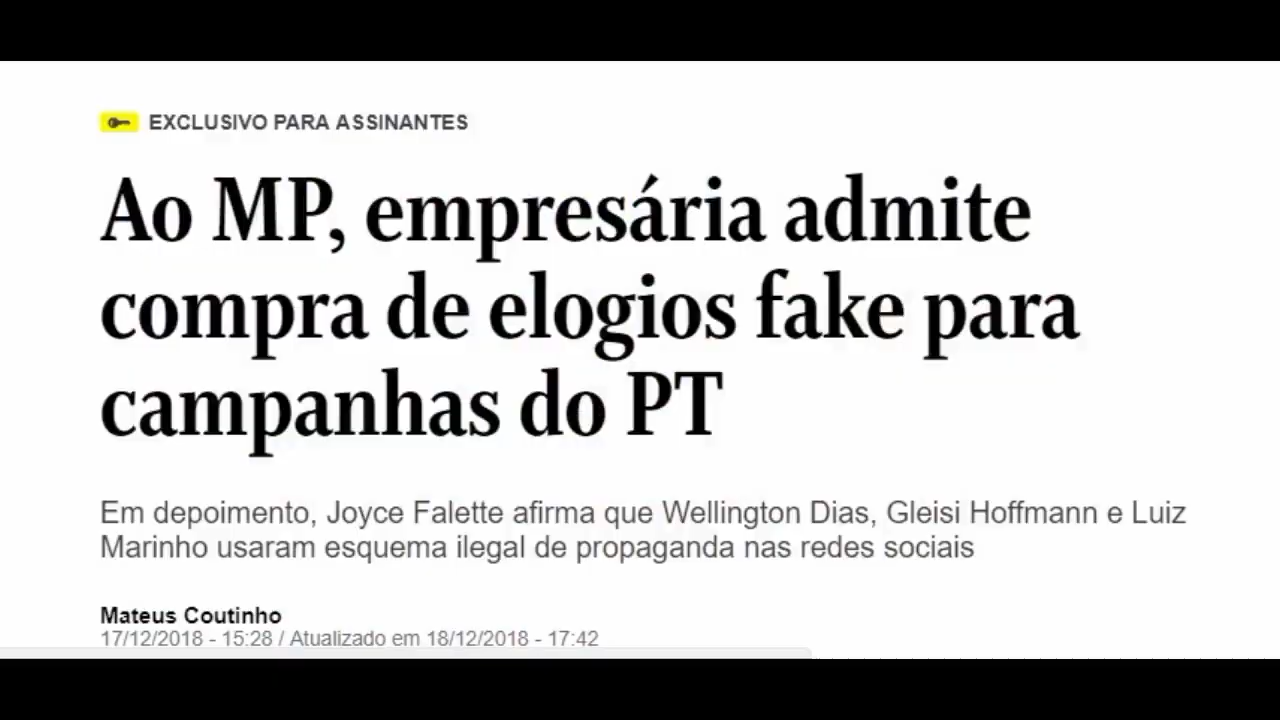 EXCLUSIVO PARA ASSINANTES
Ao MP, empresária admite
compra de elogios fake para
campanhas do PT
Em depoimento, Joyce Falette afirma que Wellington Dias, Gleisi Hoffmann e Luiz
Marinho usaram esquema ilegal de propaganda nas redes sociais
Mateus Coutinho
17/12/2018 - 15:28 / Atualizado em 18/12/2018 - 17:42